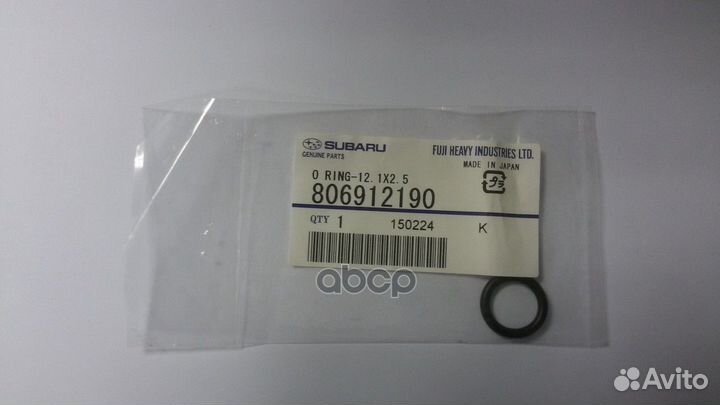 SUBARU
GENUINE PARTS
FUJI HEAVY INDUSTRIES LTD.
MADE IN JAPAN
O RING-12.1X2.5
806912190
QTY 1 150224 K
abcp
Avito